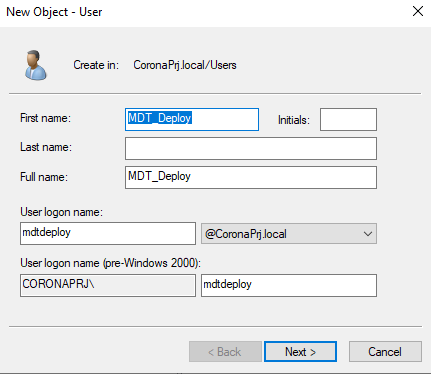 New Object - User
Create in: CoronaPrj.local/Users
First name: MDT_Deploy Initials:
Last name:
Full name: MDT_Deploy
User logon name:
mdtdeploy @CoronaPrj.local
User logon name (pre-Windows 2000):
CORONAPRJ\ mdtdeploy
< Back Next > Cancel